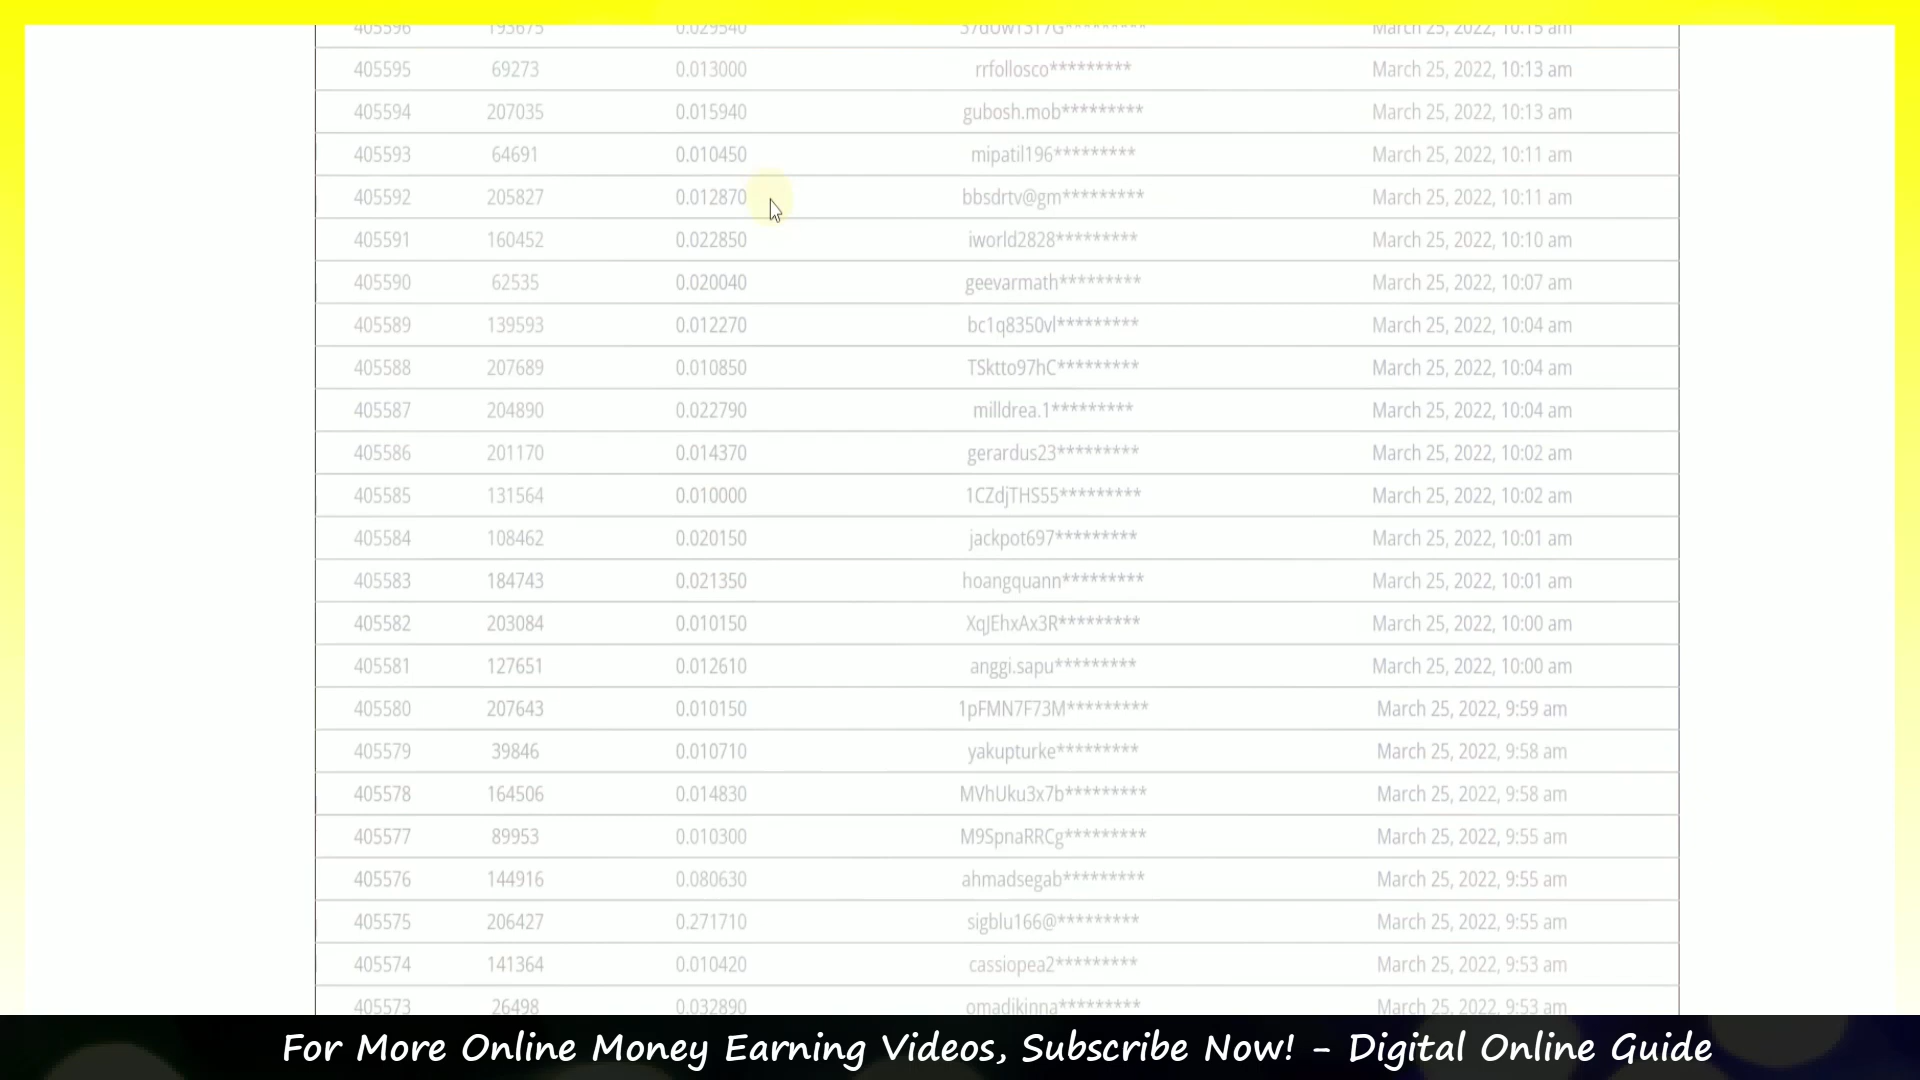 405596 193675 0.029540 March 25, 2022, 10:15 am
405595 69273 0.013000 rrfollosco********* March 25, 2022, 10:13 am
405594 207035 0.015940 gubosh.mob********* March 25, 2022, 10:13 am
405593 64691 0.010450 mipatil196********* March 25, 2022, 10:11 am
405592 205827 0.012870 bbsdrtv@gm********* March 25, 2022, 10:11 am
405591 160452 0.022850 iworld2828********* March 25, 2022, 10:10 am
405590 62535 0.020040 geevarmath********* March 25, 2022, 10:07 am
405589 139593 0.012270 bc1q8350vl********* March 25, 2022, 10:04 am
405588 207689 0.010850 TSktto97hC********* March 25, 2022, 10:04 am
405587 204890 0.022790 milldrea.1********* March 25, 2022, 10:04 am
405586 201170 0.014370 gerardus23********* March 25, 2022, 10:02 am
405585 131564 0.010000 1CZdjTHS55********* March 25, 2022, 10:02 am
405584 108462 0.020150 jackpot697********* March 25, 2022, 10:01 am
405583 184743 0.021350 hoangquann********* March 25, 2022, 10:01 am
405582 203084 0.010150 XqJEhxAx3R********* March 25, 2022, 10:00 am
405581 127651 0.012610 anggi.sapu********* March 25, 2022, 10:00 am
405580 207643 0.010150 1pFMN7F73M********* March 25, 2022, 9:59 am
405579 39846 0.010710 yakupturke********* March 25, 2022, 9:58 am
405578 164506 0.014830 MVhUku3x7b********* March 25, 2022, 9:58 am
405577 89953 0.010300 M9SpnaRRCg********* March 25, 2022, 9:55 am
405576 144916 0.080630 ahmadsegab********* March 25, 2022, 9:55 am
405575 206427 0.271710 sigblu166@********* March 25, 2022, 9:55 am
405574 141364 0.010420 cassiopea2********* March 25, 2022, 9:53 am
405573 26498 0.032890 omadikinna********* March 25, 2022, 9:53 am
For More Online Money Earning Videos, Subscribe Now! - Digital Online Guide